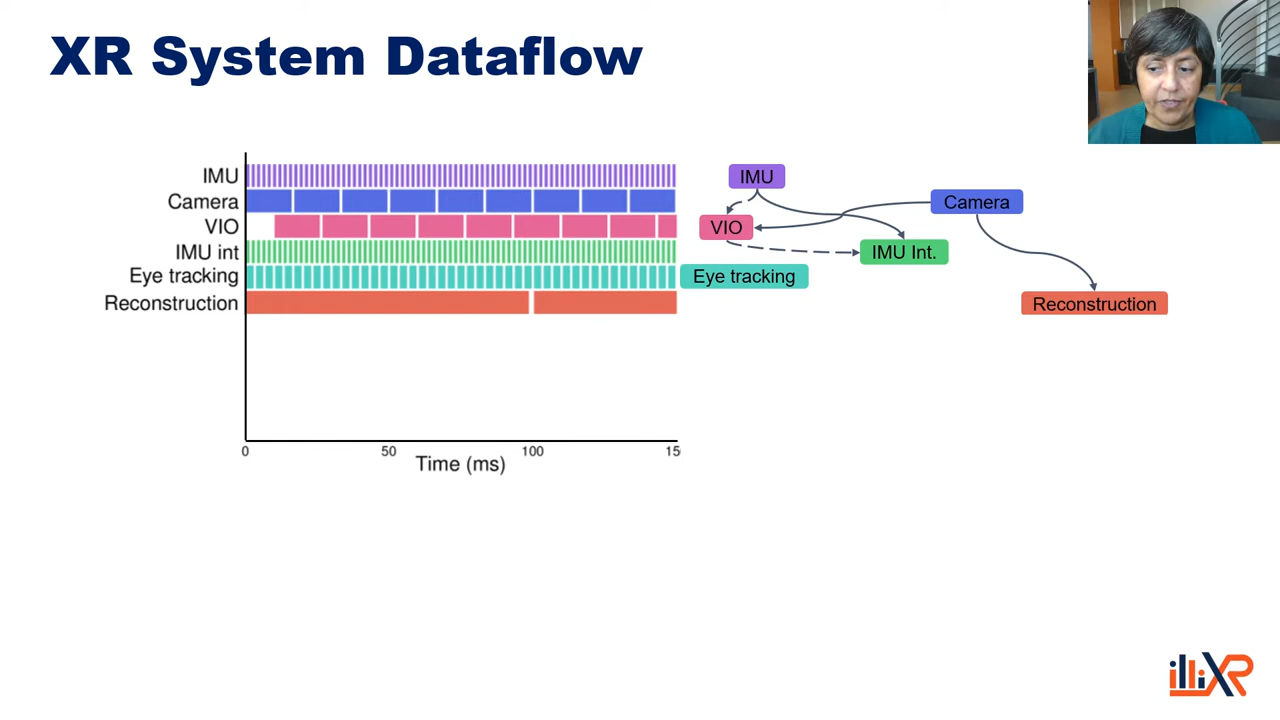 XR System Dataflow
IMU
Camera
VIO
IMU int
Eye tracking
Reconstruction
0
50
100
15
Time (ms)
IMU
Camera
VIO
IMU Int.
Eye tracking
Reconstruction
illiXR